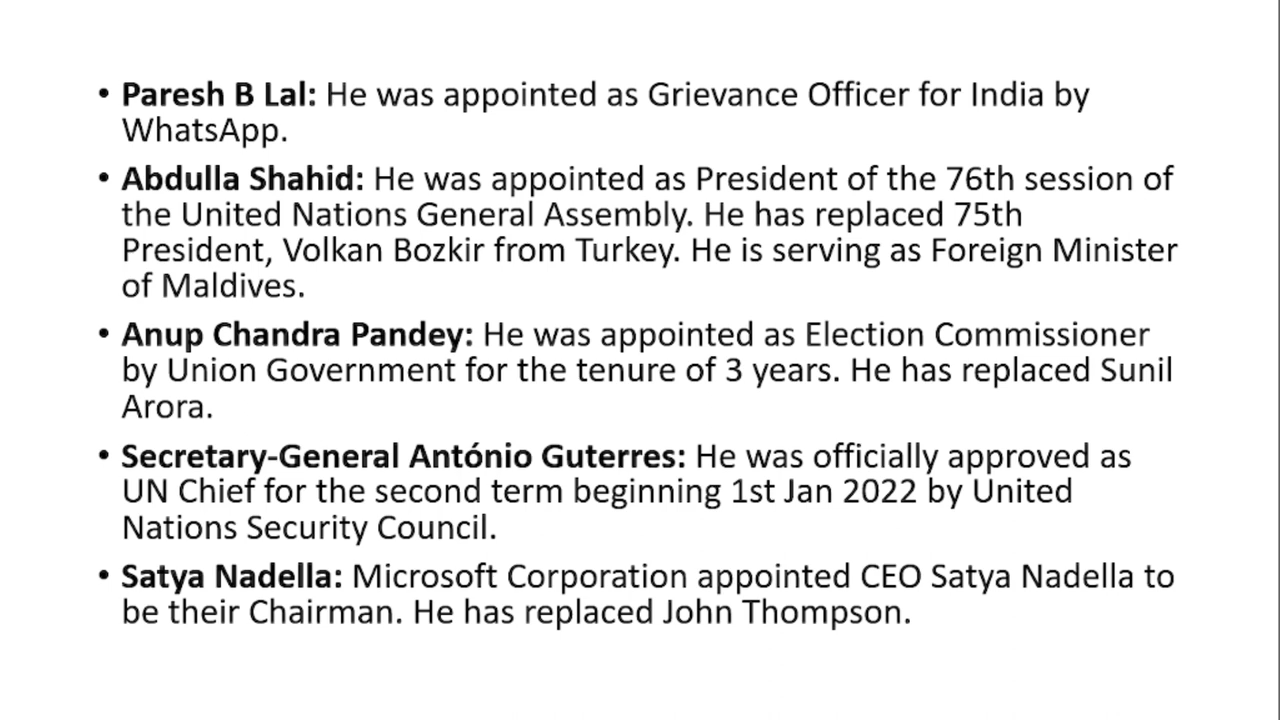 • Paresh B Lal: He was appointed as Grievance Officer for India by
WhatsApp.
• Abdulla Shahid: He was appointed as President of the 76th session of
the United Nations General Assembly. He has replaced 75th
President, Volkan Bozkir from Turkey. He is serving as Foreign Minister
of Maldives.
• Anup Chandra Pandey: He was appointed as Election Commissioner
by Union Government for the tenure of 3 years. He has replaced Sunil
Arora.
• Secretary-General António Guterres: He was officially approved as
UN Chief for the second term beginning 1st Jan 2022 by United
Nations Security Council.
• Satya Nadella: Microsoft Corporation appointed CEO Satya Nadella to
be their Chairman. He has replaced John Thompson.